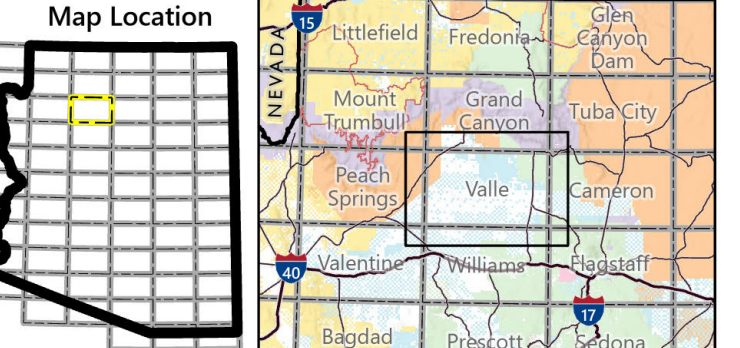 Map Location
NEVADA
15
Littlefield
Fredonia
Glen
Canyon
Dam
Mount
Trumbull
Grand
Canyon
Tuba City
Peach
Springs
Valle
Cameron
40
Valentine
Williams
Flagstaff
17
Bagdad
Prescott
Sedona